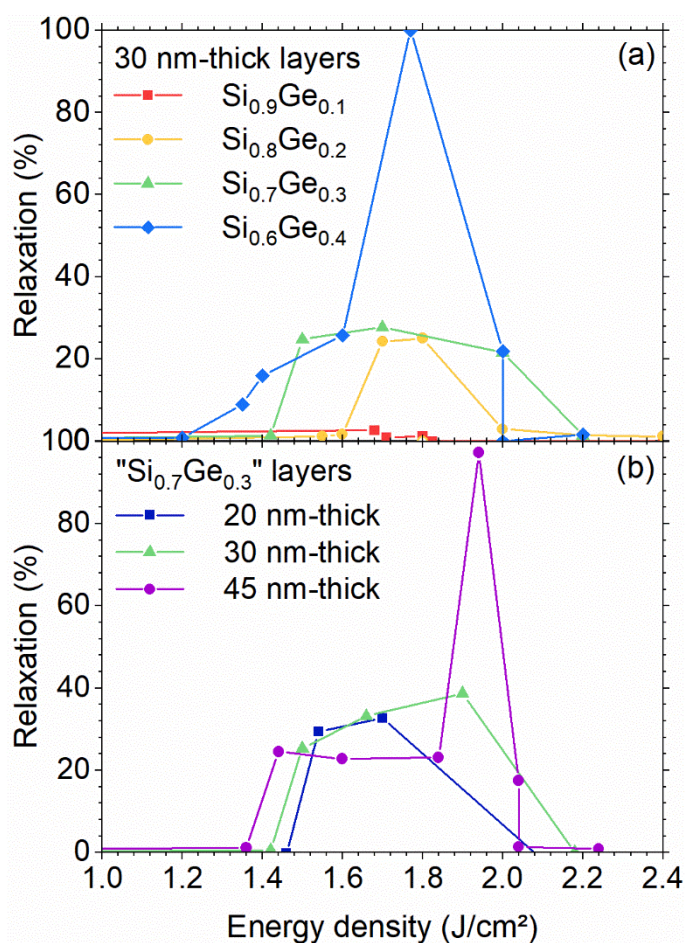 100
30 nm-thick layers
(a)
Si₀.₉Ge₀.₁
80
Si₀.₈Ge₀.₂
60
Si₀.₇Ge₀.₃
Si₀.₆Ge₀.₄
40
20
Relaxation (%)
100
"Si₀.₇Ge₀.₃" layers
(b)
20 nm-thick
80
30 nm-thick
45 nm-thick
60
40
20
0
Relaxation (%)
1.0 1.2 1.4 1.6 1.8 2.0 2.2 2.4
Energy density (J/cm²)